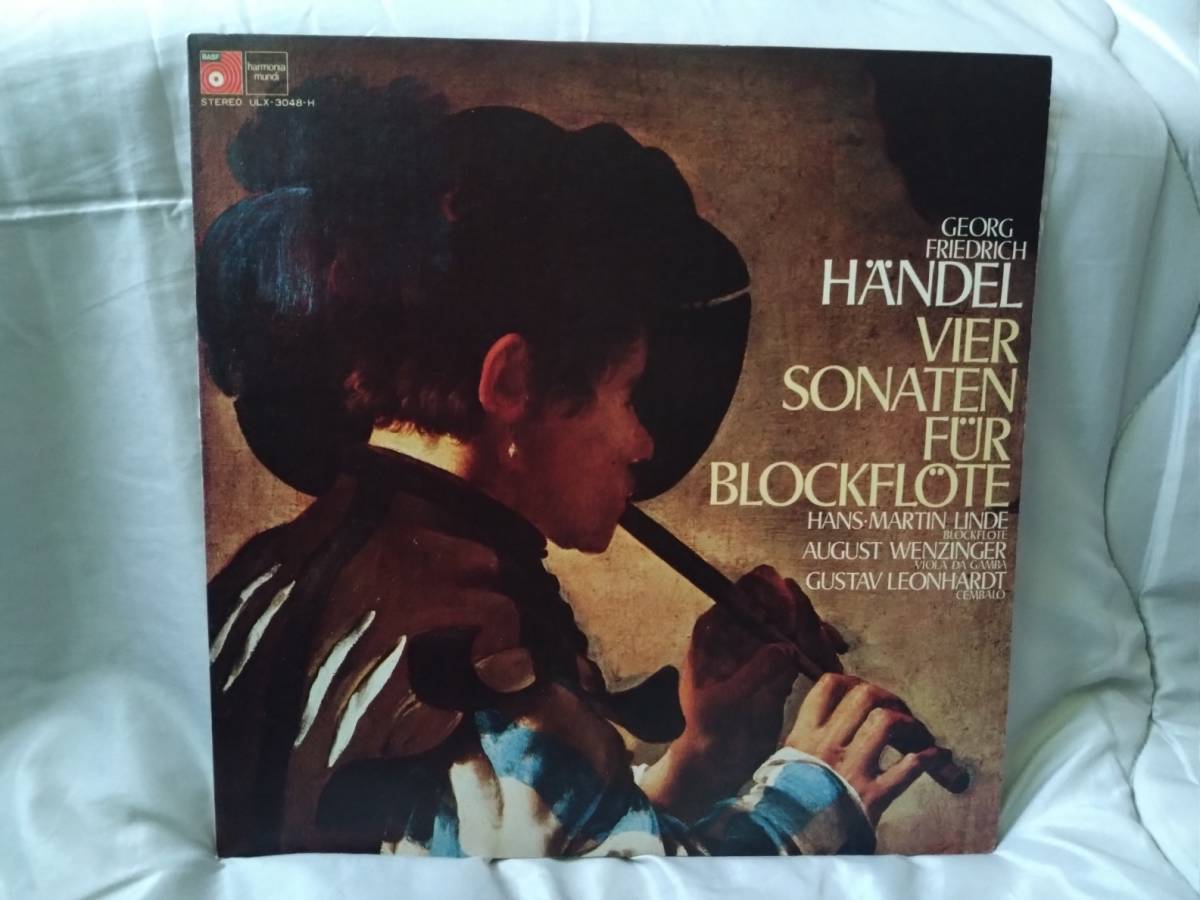 BASF
harmonia
mundi
STEREO ULX-3048-H
GEORG
FRIEDRICH
HÄNDEL
VIER
SONATEN
FÜR
BLOCKFLÖTE
HANS-MARTIN LINDE
BLOCKFLÖTE
AUGUST WENZINGER
VIOLA DA GAMBA
GUSTAV LEONHARDT
CEMBALO